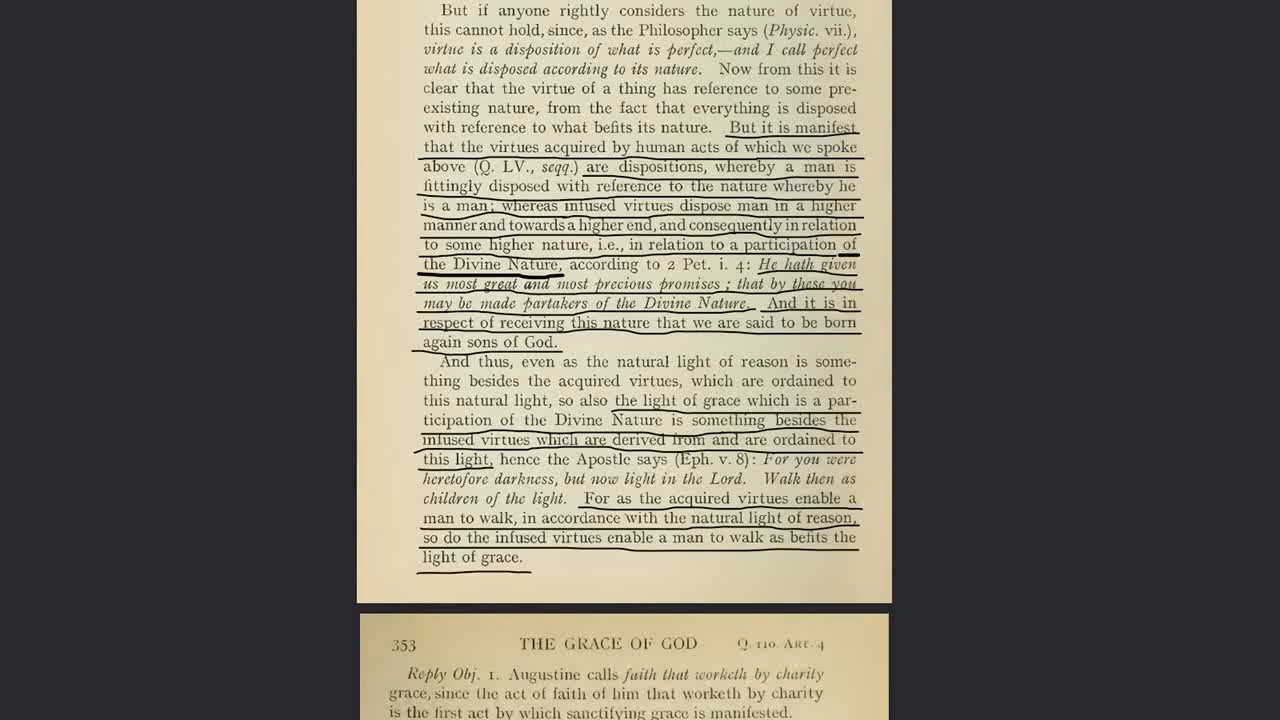 But if anyone rightly considers the nature of virtue,
this cannot hold, since, as the Philosopher says (Physic. vii.),
virtue is a disposition of what is perfect,—and I call perfect
what is disposed according to its nature. Now from this it is
clear that the virtue of a thing has reference to some pre-
existing nature, from the fact that everything is disposed
with reference to what befits its nature. But it is manifest
that the virtues acquired by human acts of which we spoke
above (Q. LV., seqq.) are dispositions, whereby a man is
fittingly disposed with reference to the nature whereby he
is a man; whereas infused virtues dispose man in a higher
manner and towards a higher end, and consequently in relation
to some higher nature, i.e., in relation to a participation of
the Divine Nature, according to 2 Pet. i. 4: He hath given
us most great and most precious promises; that by these you
may be made partakers of the Divine Nature. And it is in
respect of receiving this nature that we are said to be born
again sons of God.
And thus, even as the natural light of reason is some-
thing besides the acquired virtues, which are ordained to
this natural light, so also the light of grace which is a par-
ticipation of the Divine Nature is something besides the
infused virtues which are derived from and are ordained to
this light, hence the Apostle says (Eph. v. 8): For you were
heretofore darkness, but now light in the Lord. Walk then as
children of the light. For as the acquired virtues enable a
man to walk, in accordance with the natural light of reason,
so do the infused virtues enable a man to walk as befits the
light of grace.
353 THE GRACE OF GOD Q. 110. ART. 4
Reply Obj. 1. Augustine calls faith that worketh by charity
grace, since the act of faith of him that worketh by charity
is the first act by which sanctifying grace is manifested.